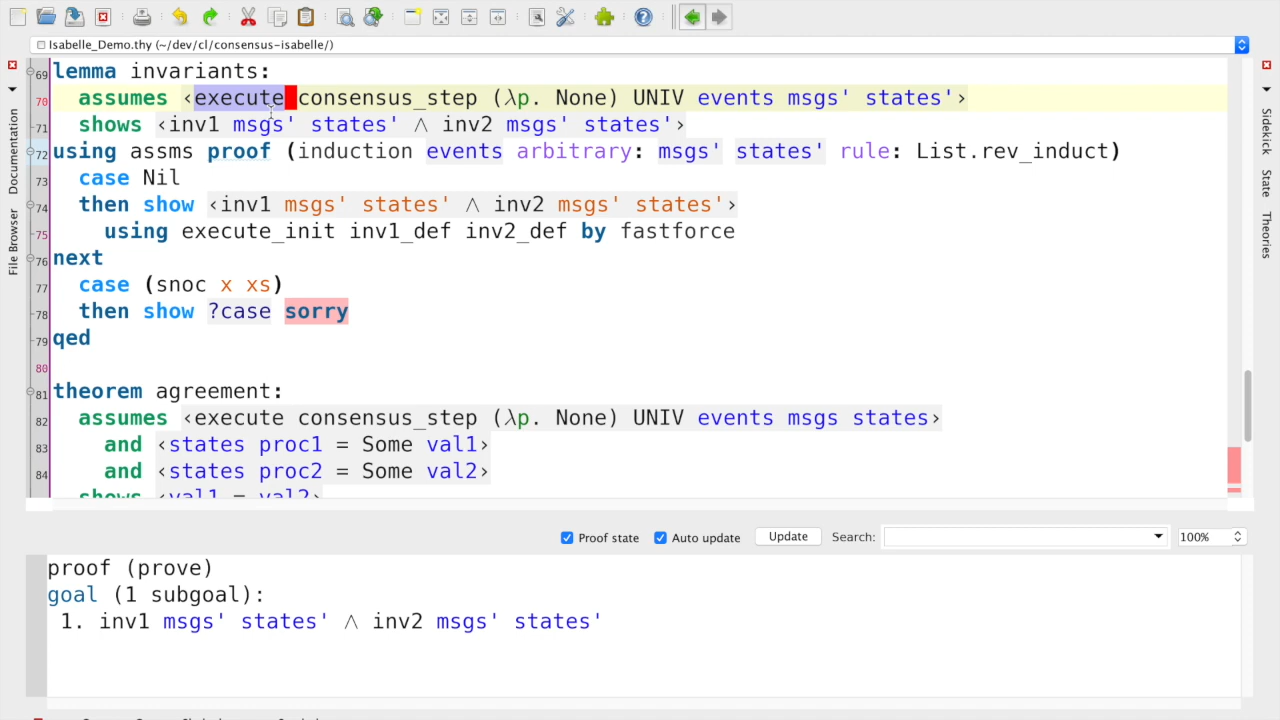 Isabelle_Demo.thy (~/dev/cl/consensus-isabelle/)
69 lemma invariants:
70 assumes ‹execute consensus_step (λp. None) UNIV events msgs' states'›
71 shows ‹inv1 msgs' states' ∧ inv2 msgs' states'›
72 using assms proof (induction events arbitrary: msgs' states' rule: List.rev_induct)
73 case Nil
74 then show ‹inv1 msgs' states' ∧ inv2 msgs' states'›
75 using execute_init inv1_def inv2_def by fastforce
76 next
77 case (snoc x xs)
78 then show ?case sorry
79 qed
80
81 theorem agreement:
82 assumes ‹execute consensus_step (λp. None) UNIV events msgs states›
83 and ‹states proc1 = Some val1›
84 and ‹states proc2 = Some val2›
shows ‹val1 = val2›
Documentation
File Browser
Sidekick
State
Theories
Proof state Auto update Update Search: 100%
proof (prove)
goal (1 subgoal):
1. inv1 msgs' states' ∧ inv2 msgs' states'